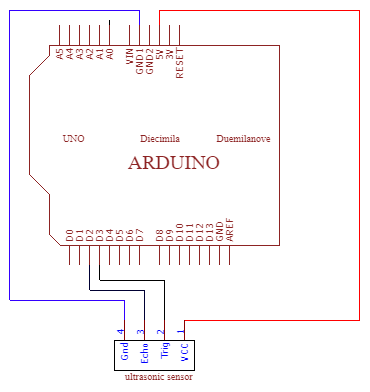 A5 A4 A3 A2 A1 A0 VIN GND1 GND2 5V 3V RESET
UNO Diecimila Duemilanove
ARDUINO
D0 D1 D2 D3 D4 D5 D6 D7 D8 D9 D10 D11 D12 D13 GND AREF
4 3 2 1
Gnd Echo Trig VCC
ultrasonic sensor